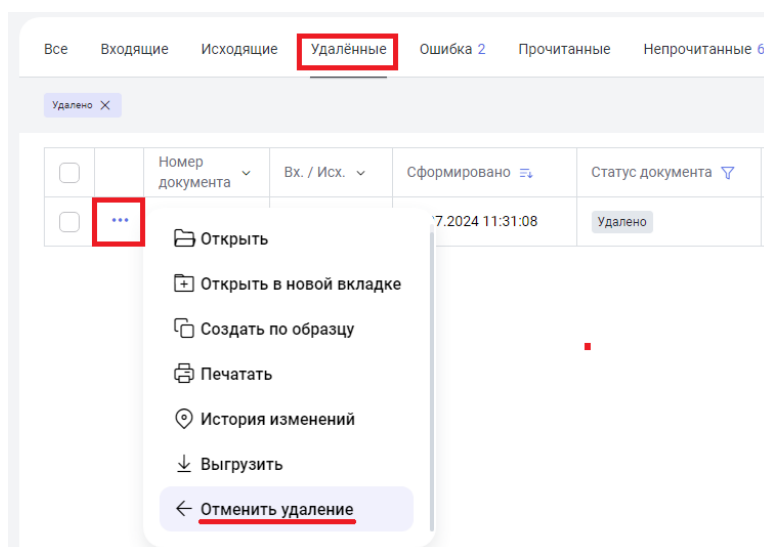 Все Входящие Исходящие Удалённые Ошибка 2 Прочитанные Непрочитанные 6
Удалено
Номер документа Вх. / Исх. Сформировано Статус документа
7.2024 11:31:08 Удалено
Открыть
Открыть в новой вкладке
Создать по образцу
Печатать
История изменений
Выгрузить
Отменить удаление